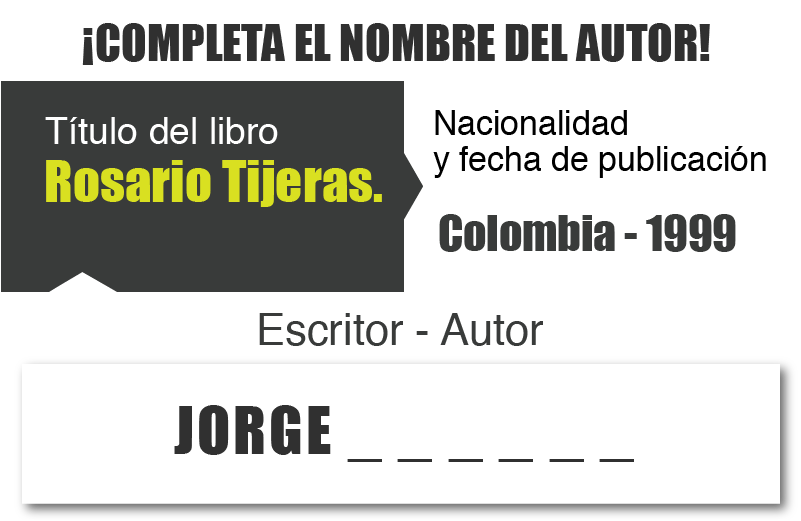 ¡COMPLETA EL NOMBRE DEL AUTOR!
Título del libro
Rosario Tijeras.
Nacionalidad
y fecha de publicación
Colombia - 1999
Escritor - Autor
JORGE _ _ _ _ _ _